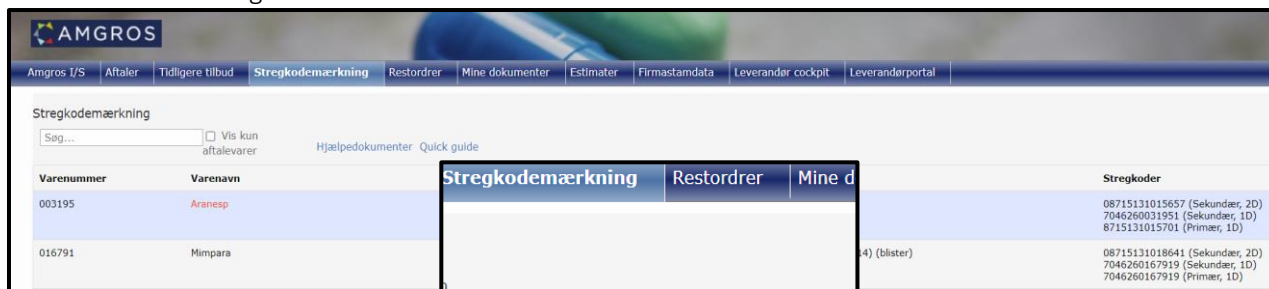 AMGROS
Amgros I/S Aftaler Tidligere tilbud Stregkodemærkning Restordrer Mine dokumenter Estimater Firmastamdata Leverandør cockpit Leverandørportal
Stregkodemærkning
Søg... Vis kun
aftalevarer Hjælpedokumenter Quick guide
Stregkodemærkning Restordrer Mine d
Varenummer Varenavn Stregkoder
003195 Aranesp 08715131015657 (Sekundær, 2D)
7046260031951 (Sekundær, 1D)
8715131015701 (Primær, 1D)
016791 Mimpara 14) (blister) 08715131018641 (Sekundær, 2D)
7046260167919 (Sekundær, 1D)
7046260167919 (Primær, 1D)